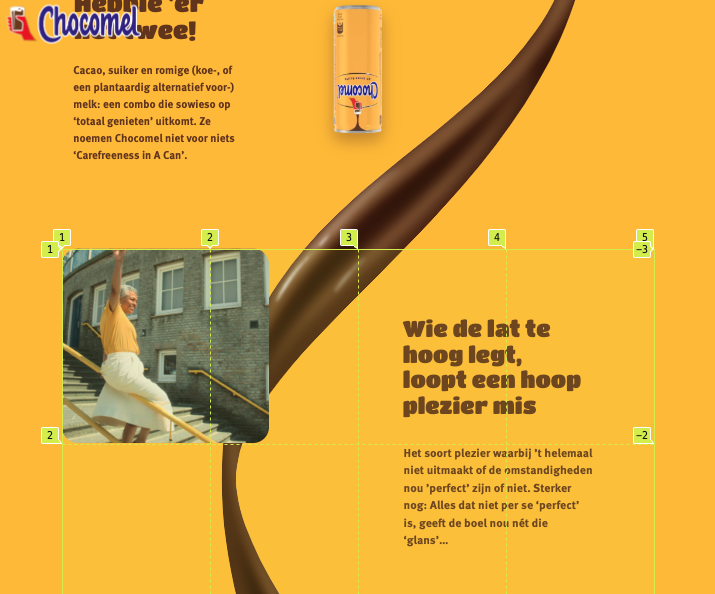 Hebbie 'er
Chocomel
wee!
Cacao, suiker en romige (koe-, of
een plantaardig alternatief voor-)
melk: een combo die sowieso op
‘totaal genieten’ uitkomt. Ze
noemen Chocomel niet voor niets
‘Carefreeness in A Can’.
Chocomel
1
2
3
4
5
1
–3
Wie de lat te
hoog legt,
loopt een hoop
plezier mis
2
–2
Het soort plezier waarbij ’t helemaal
niet uitmaakt of de omstandigheden
nou ’perfect’ zijn of niet. Sterker
nog: Alles dat niet per se ‘perfect’
is, geeft de boel nou nét die
‘glans’...